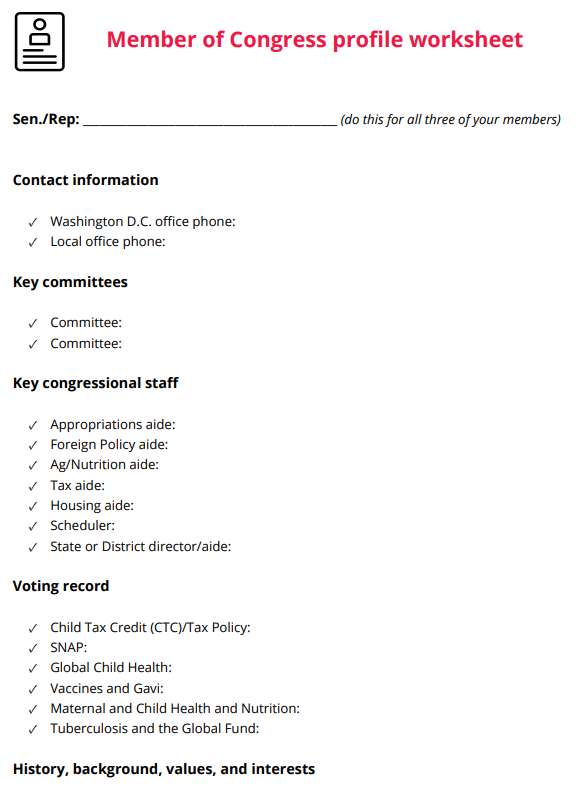 Member of Congress profile worksheet
Sen./Rep: ___________________________________ (do this for all three of your members)
Contact information
✓ Washington D.C. office phone:
✓ Local office phone:
Key committees
✓ Committee:
✓ Committee:
Key congressional staff
✓ Appropriations aide:
✓ Foreign Policy aide:
✓ Ag/Nutrition aide:
✓ Tax aide:
✓ Housing aide:
✓ Scheduler:
✓ State or District director/aide:
Voting record
✓ Child Tax Credit (CTC)/Tax Policy:
✓ SNAP:
✓ Global Child Health:
✓ Vaccines and Gavi:
✓ Maternal and Child Health and Nutrition:
✓ Tuberculosis and the Global Fund:
History, background, values, and interests